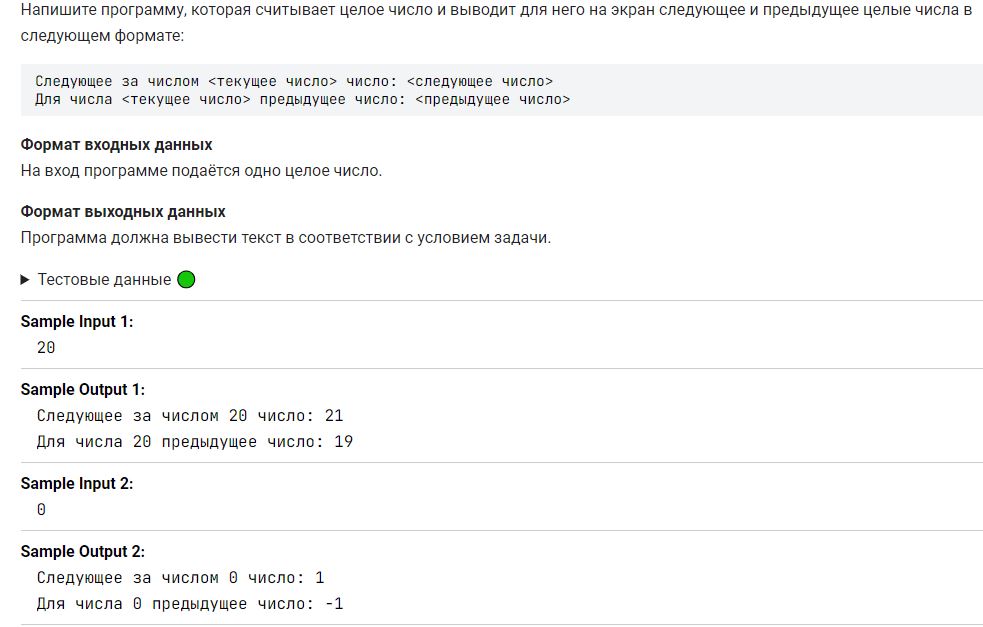 Напишите программу, которая считывает целое число и выводит для него на экран следующее и предыдущее целые числа в
следующем формате:
Следующее за числом <текущее число> число: <следующее число>
Для числа <текущее число> предыдущее число: <предыдущее число>
Формат входных данных
На вход программе подаётся одно целое число.
Формат выходных данных
Программа должна вывести текст в соответствии с условием задачи.
Тестовые данные
Sample Input 1:
20
Sample Output 1:
Следующее за числом 20 число: 21
Для числа 20 предыдущее число: 19
Sample Input 2:
0
Sample Output 2:
Следующее за числом 0 число: 1
Для числа 0 предыдущее число: -1